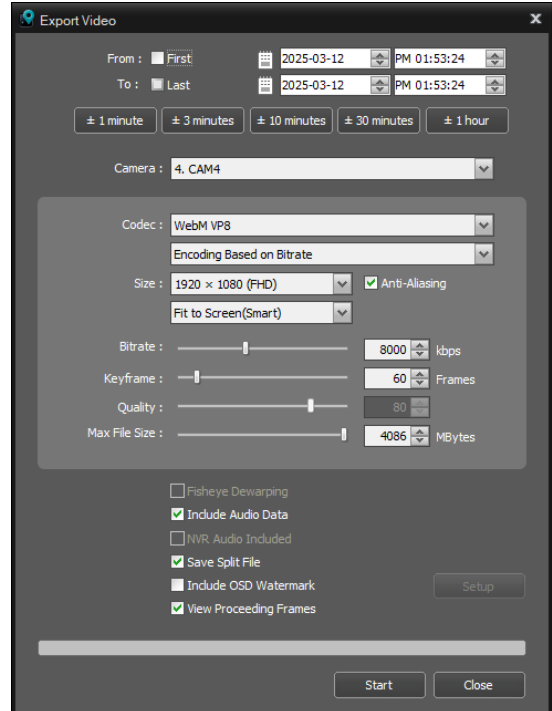 Export Video x
From : First 2025-03-12 PM 01:53:24
To : Last 2025-03-12 PM 01:53:24
± 1 minute ± 3 minutes ± 10 minutes ± 30 minutes ± 1 hour
Camera : 4. CAM4
Codec : WebM VP8
Encoding Based on Bitrate
Size : 1920 × 1080 (FHD) Anti-Aliasing
Fit to Screen(Smart)
Bitrate : 8000 kbps
Keyframe : 60 Frames
Quality : 80
Max File Size : 4086 MBytes
Fisheye Dewarping
Include Audio Data
NVR Audio Included
Save Split File
Include OSD Watermark Setup
View Proceeding Frames
Start Close